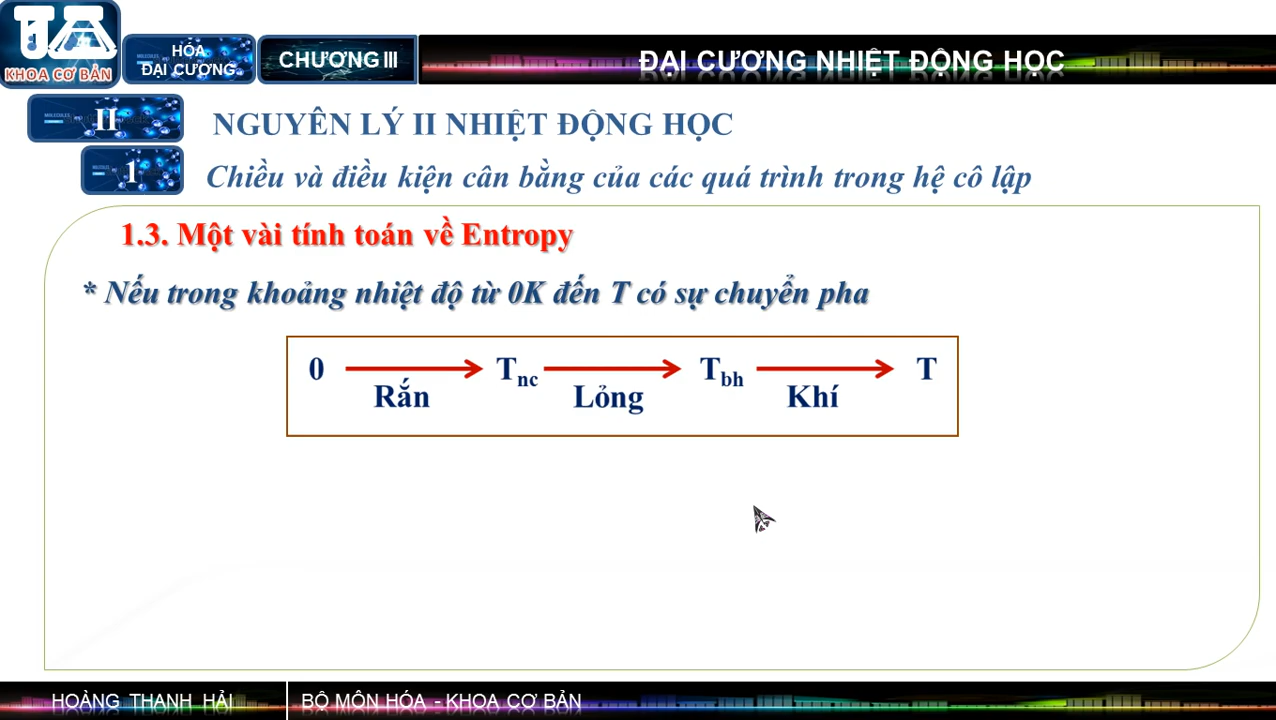 KHOA CƠ BẢN
HÓA
ĐẠI CƯƠNG
CHƯƠNG III
ĐẠI CƯƠNG NHIỆT ĐỘNG HỌC
II
NGUYÊN LÝ II NHIỆT ĐỘNG HỌC
1
Chiều và điều kiện cân bằng của các quá trình trong hệ cô lập
1.3. Một vài tính toán về Entropy
* Nếu trong khoảng nhiệt độ từ 0K đến T có sự chuyển pha
0 Tnc Tbh T
Rắn Lỏng Khí
HOÀNG THANH HẢI
BỘ MÔN HÓA - KHOA CƠ BẢN